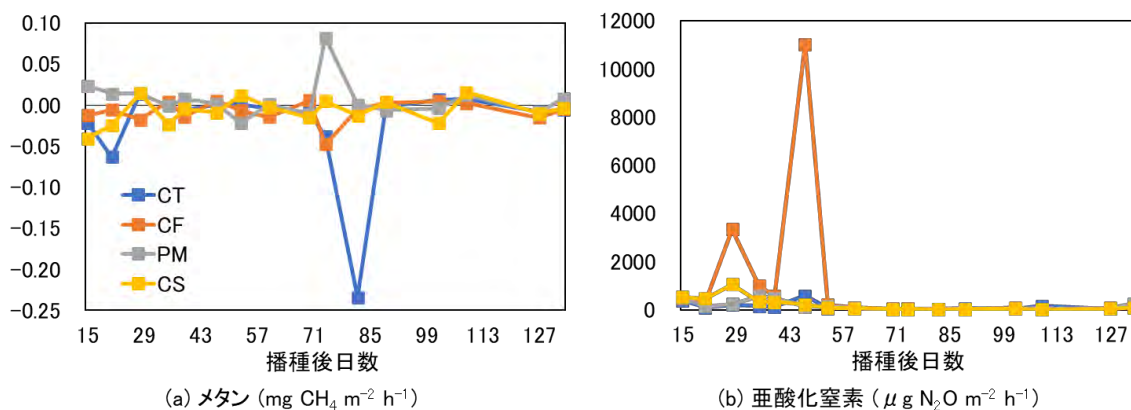 0.10
0.05
0.00
−0.05
−0.10
−0.15
−0.20
−0.25
CT
CF
PM
CS
15 29 43 57 71 85 99 113 127
播種後日数
(a) メタン (mg CH₄ m⁻² h⁻¹)
12000
10000
8000
6000
4000
2000
0
15 29 43 57 71 85 99 113 127
播種後日数
(b) 亜酸化窒素 (μg N₂O m⁻² h⁻¹)